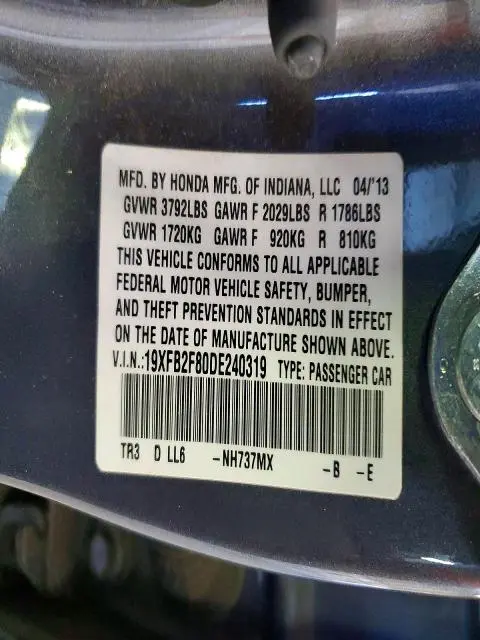 MFD. BY HONDA MFG. OF INDIANA, LLC 04/'13
GVWR 3792LBS GAWR F 2029LBS R 1786LBS
GVWR 1720KG GAWR F 920KG R 810KG
THIS VEHICLE CONFORMS TO ALL APPLICABLE
FEDERAL MOTOR VEHICLE SAFETY, BUMPER,
AND THEFT PREVENTION STANDARDS IN EFFECT
ON THE DATE OF MANUFACTURE SHOWN ABOVE.
V.I.N.:19XFB2F80DE240319 TYPE: PASSENGER CAR
TR3 D LL6 -NH737MX -B -E